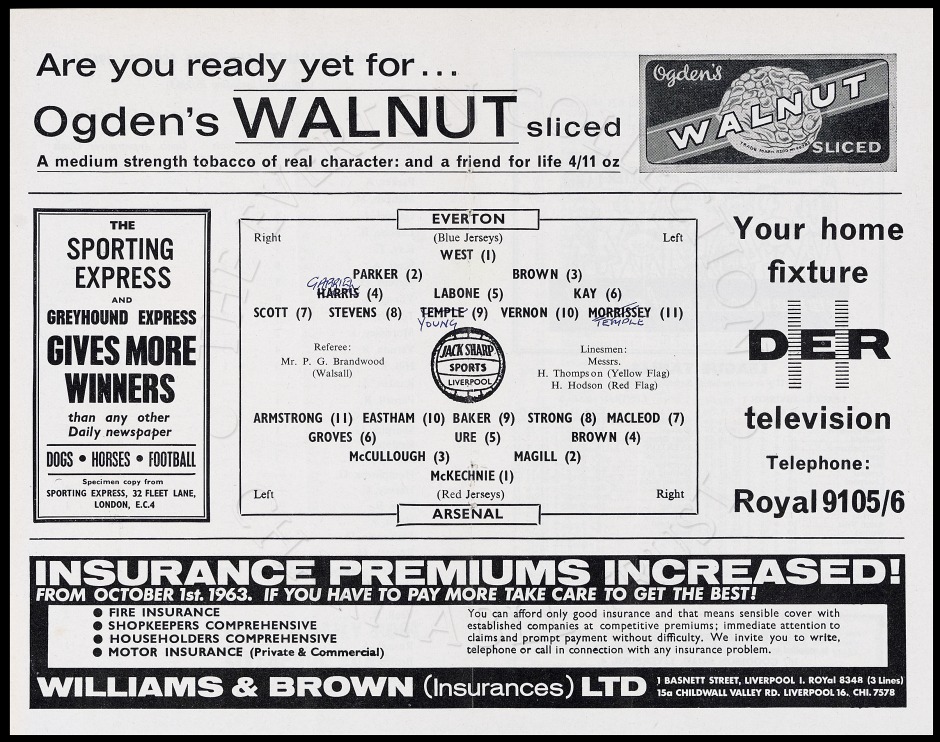 Are you ready yet for...
Ogden's WALNUT sliced
A medium strength tobacco of real character: and a friend for life 4/11 oz
Ogden's
WALNUT
SLICED
THE
SPORTING
EXPRESS
AND
GREYHOUND EXPRESS
GIVES MORE
WINNERS
than any other
Daily newspaper
DOGS • HORSES • FOOTBALL
Specimen copy from
SPORTING EXPRESS, 32 FLEET LANE,
LONDON, E.C.4
EVERTON
Right (Blue Jerseys) Left
WEST (1)
PARKER (2) BROWN (3)
GABRIEL
HARRIS (4) LABONE (5) KAY (6)
SCOTT (7) STEVENS (8) TEMPLE (9) VERNON (10) MORRISSEY (11)
YOUNG TEMPLE
Referee:
Mr. P. G. Brandwood
(Walsall)
JACK SHARP
SPORTS
LIVERPOOL
Linesmen:
Messrs.
H. Thompson (Yellow Flag)
H. Hodson (Red Flag)
ARMSTRONG (11) EASTHAM (10) BAKER (9) STRONG (8) MACLEOD (7)
GROVES (6) URE (5) BROWN (4)
McCULLOUGH (3) MAGILL (2)
McKECHNIE (1)
Left (Red Jerseys) Right
ARSENAL
Your home
fixture
DER
television
Telephone:
Royal 9105/6
INSURANCE PREMIUMS INCREASED!
FROM OCTOBER 1st. 1963. IF YOU HAVE TO PAY MORE TAKE CARE TO GET THE BEST!
• FIRE INSURANCE
• SHOPKEEPERS COMPREHENSIVE
• HOUSEHOLDERS COMPREHENSIVE
• MOTOR INSURANCE (Private & Commercial)
You can afford only good insurance and that means sensible cover with
established companies at competitive premiums; immediate attention to
claims and prompt payment without difficulty. We invite you to write,
telephone or call in connection with any insurance problem.
WILLIAMS & BROWN (Insurances) LTD
1 BASNETT STREET, LIVERPOOL 1. ROYal 8348 (3 Lines)
15a CHILDWALL VALLEY RD. LIVERPOOL 16. CHI. 7578